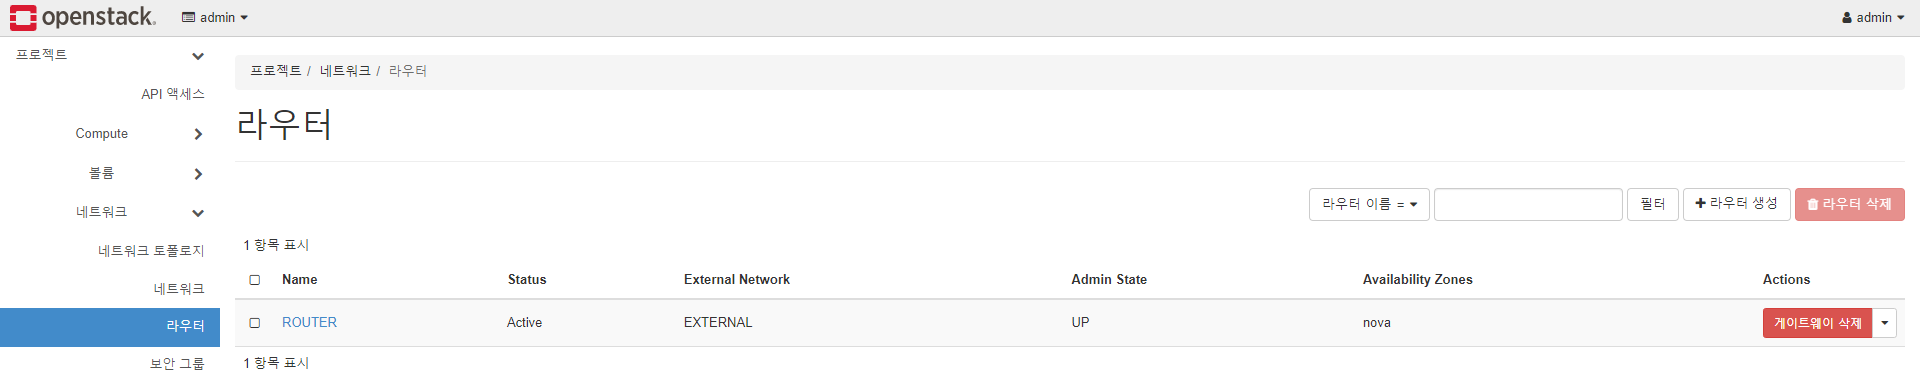 openstack. admin admin
프로젝트
API 액세스
Compute
볼륨
네트워크
네트워크 토폴로지
네트워크
라우터
보안 그룹
프로젝트 / 네트워크 / 라우터
라우터
라우터 이름 = 필터 + 라우터 생성 라우터 삭제
1 항목 표시
Name Status External Network Admin State Availability Zones Actions
ROUTER Active EXTERNAL UP nova 게이트웨이 삭제
1 항목 표시